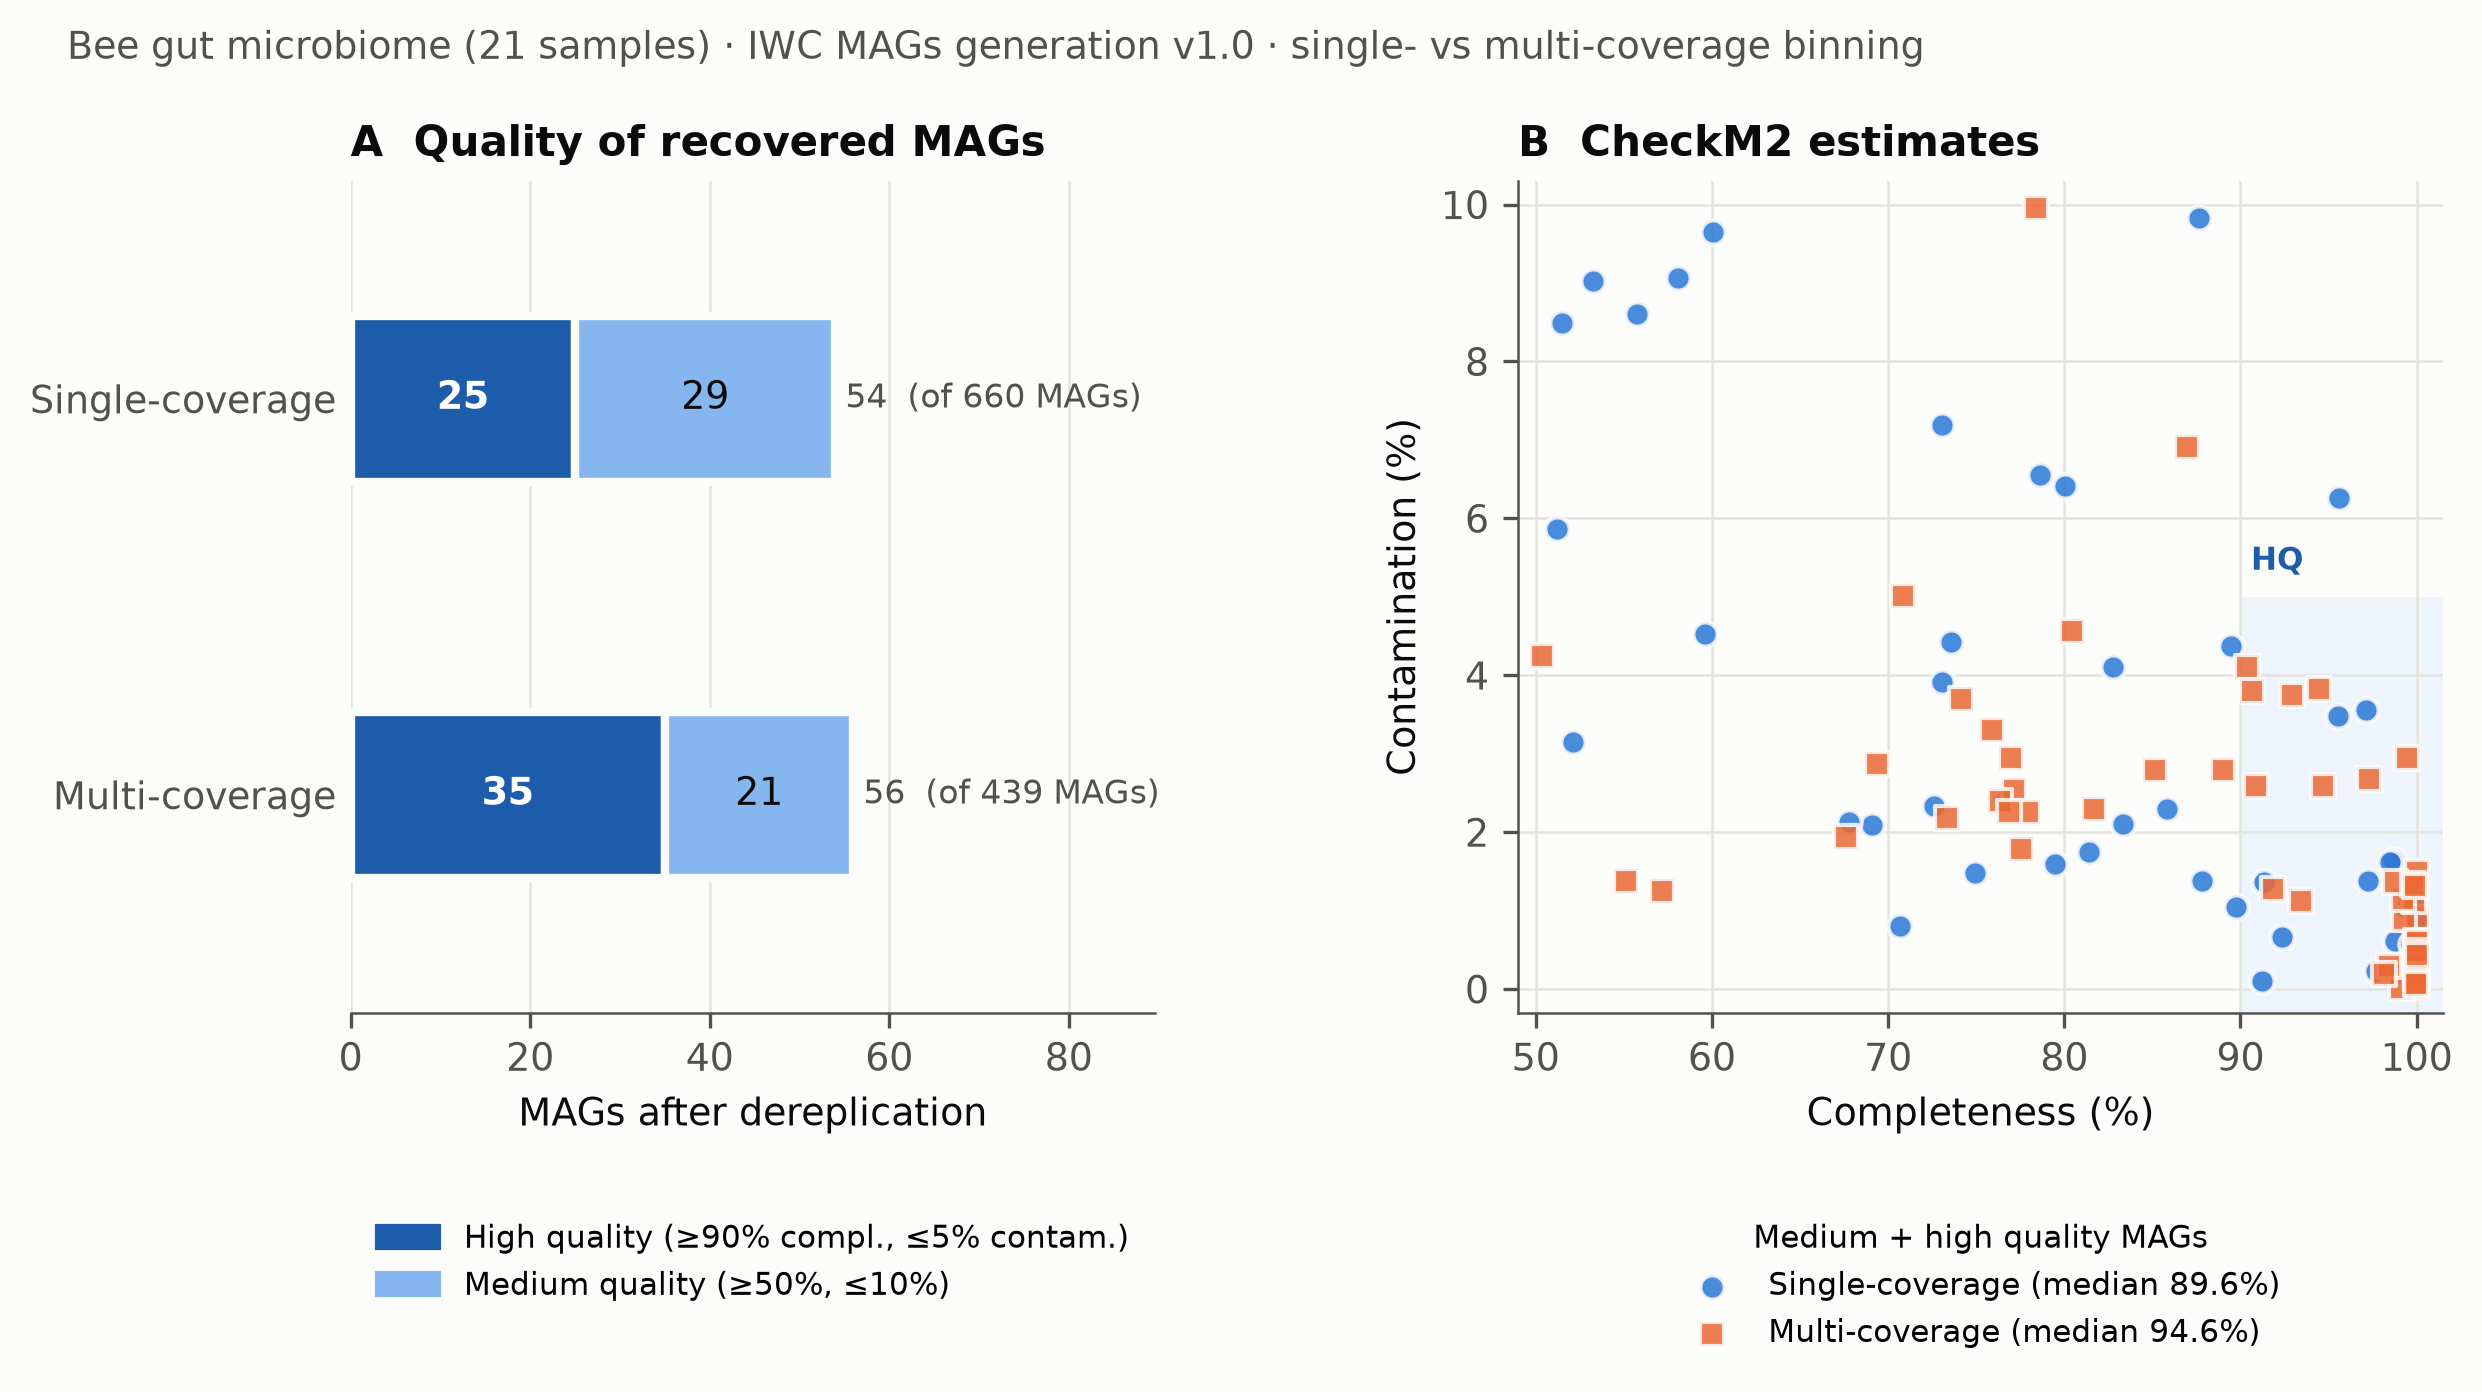 Bee gut microbiome (21 samples) · IWC MAGs generation v1.0 · single- vs multi-coverage binning
A Quality of recovered MAGs
Single-coverage
25
29
54 (of 660 MAGs)
Multi-coverage
35
21
56 (of 439 MAGs)
0 20 40 60 80
MAGs after dereplication
High quality (≥90% compl., ≤5% contam.)
Medium quality (≥50%, ≤10%)
B CheckM2 estimates
Contamination (%)
10
8
6
4
2
0
HQ
50 60 70 80 90 100
Completeness (%)
Medium + high quality MAGs
Single-coverage (median 89.6%)
Multi-coverage (median 94.6%)